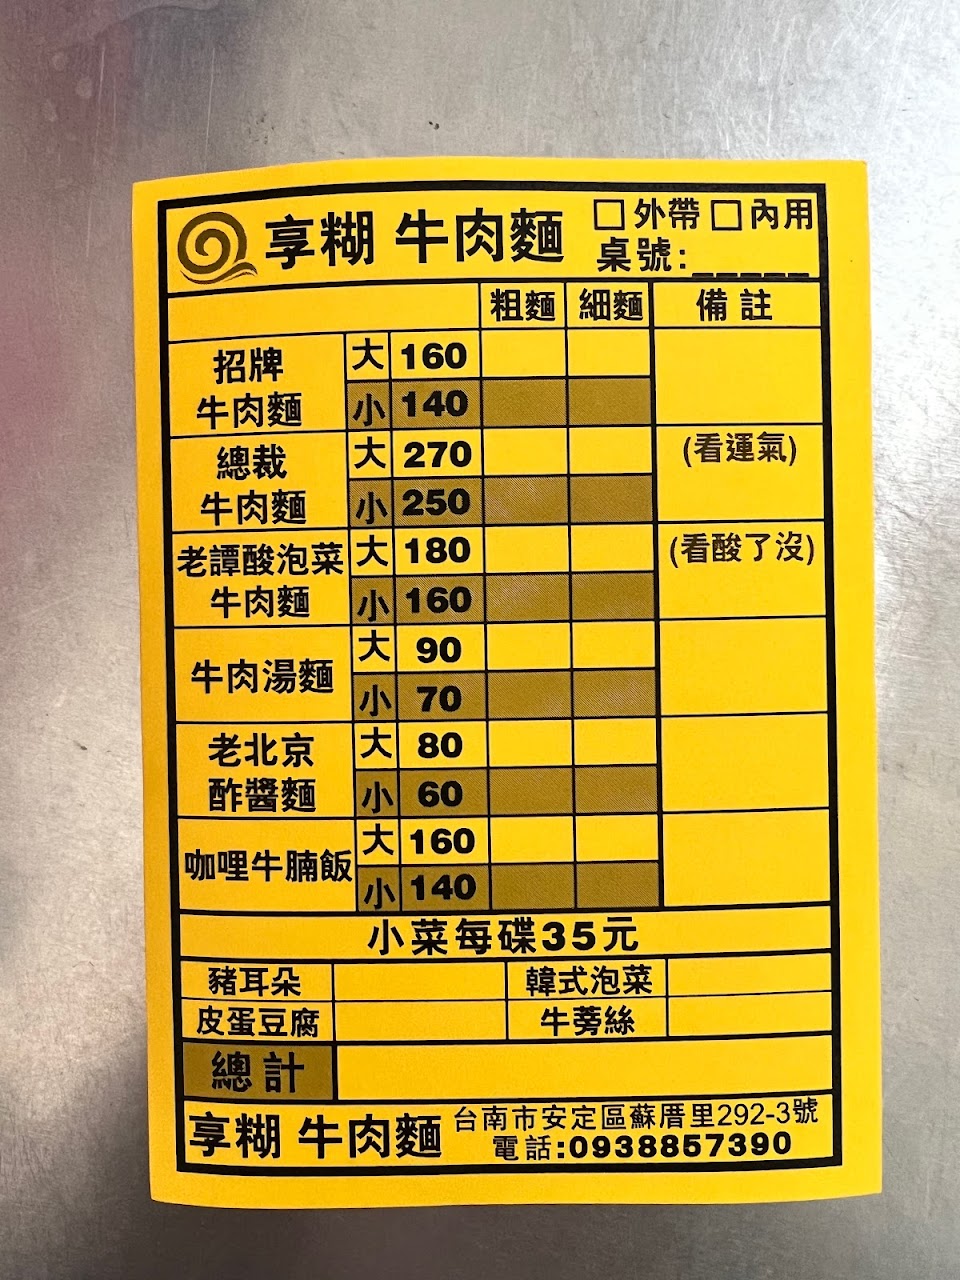 享糊 牛肉麵
□外帶 □內用
桌號:_____
粗麵 細麵 備註
招牌牛肉麵 大 160
小 140
總裁牛肉麵 大 270 (看運氣)
小 250
老譚酸泡菜牛肉麵 大 180 (看酸了沒)
小 160
牛肉湯麵 大 90
小 70
老北京酢醬麵 大 80
小 60
咖哩牛腩飯 大 160
小 140
小菜每碟35元
豬耳朵 韓式泡菜
皮蛋豆腐 牛蒡絲
總計
享糊 牛肉麵
台南市安定區蘇厝里292-3號
電話:0938857390